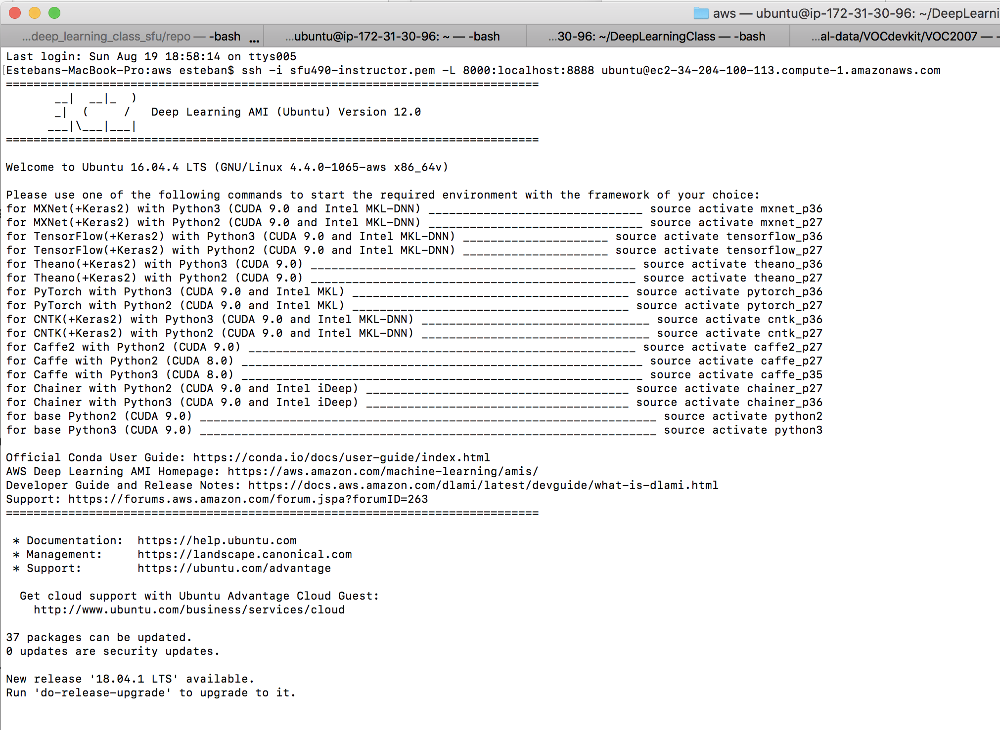 aws — ubuntu@ip-172-31-30-96: ~/DeepLearni
...deep_learning_class_sfu/repo — -bash ...
...ubuntu@ip-172-31-30-96: ~ — -bash
...30-96: ~/DeepLearningClass — -bash
...al-data/VOCdevkit/VOC2007 — -
Last login: Sun Aug 19 18:58:14 on ttys005
[Estebans-MacBook-Pro:aws esteban$ ssh -i sfu490-instructor.pem -L 8000:localhost:8888 ubuntu@ec2-34-204-100-113.compute-1.amazonaws.com
=============================================================================
       __|  __|_  )
       _|  (     /   Deep Learning AMI (Ubuntu) Version 12.0
      ___|\___|___|
=============================================================================
Welcome to Ubuntu 16.04.4 LTS (GNU/Linux 4.4.0-1065-aws x86_64v)
Please use one of the following commands to start the required environment with the framework of your choice:
for MXNet(+Keras2) with Python3 (CUDA 9.0 and Intel MKL-DNN) _______________________________ source activate mxnet_p36
for MXNet(+Keras2) with Python2 (CUDA 9.0 and Intel MKL-DNN) _______________________________ source activate mxnet_p27
for TensorFlow(+Keras2) with Python3 (CUDA 9.0 and Intel MKL-DNN) _____________________ source activate tensorflow_p36
for TensorFlow(+Keras2) with Python2 (CUDA 9.0 and Intel MKL-DNN) _____________________ source activate tensorflow_p27
for Theano(+Keras2) with Python3 (CUDA 9.0) _______________________________________________ source activate theano_p36
for Theano(+Keras2) with Python2 (CUDA 9.0) _______________________________________________ source activate theano_p27
for PyTorch with Python3 (CUDA 9.0 and Intel MKL) ________________________________________ source activate pytorch_p36
for PyTorch with Python2 (CUDA 9.0 and Intel MKL) ________________________________________ source activate pytorch_p27
for CNTK(+Keras2) with Python3 (CUDA 9.0 and Intel MKL-DNN) _________________________________ source activate cntk_p36
for CNTK(+Keras2) with Python2 (CUDA 9.0 and Intel MKL-DNN) _________________________________ source activate cntk_p27
for Caffe2 with Python2 (CUDA 9.0) ________________________________________________________ source activate caffe2_p27
for Caffe with Python2 (CUDA 8.0) __________________________________________________________ source activate caffe_p27
for Caffe with Python3 (CUDA 8.0) __________________________________________________________ source activate caffe_p35
for Chainer with Python2 (CUDA 9.0 and Intel iDeep) ______________________________________ source activate chainer_p27
for Chainer with Python3 (CUDA 9.0 and Intel iDeep) ______________________________________ source activate chainer_p36
for base Python2 (CUDA 9.0) __________________________________________________________________ source activate python2
for base Python3 (CUDA 9.0) __________________________________________________________________ source activate python3
Official Conda User Guide: https://conda.io/docs/user-guide/index.html
AWS Deep Learning AMI Homepage: https://aws.amazon.com/machine-learning/amis/
Developer Guide and Release Notes: https://docs.aws.amazon.com/dlami/latest/devguide/what-is-dlami.html
Support: https://forums.aws.amazon.com/forum.jspa?forumID=263
=============================================================================
 * Documentation:  https://help.ubuntu.com
 * Management:     https://landscape.canonical.com
 * Support:        https://ubuntu.com/advantage
  Get cloud support with Ubuntu Advantage Cloud Guest:
    http://www.ubuntu.com/business/services/cloud
37 packages can be updated.
0 updates are security updates.
New release '18.04.1 LTS' available.
Run 'do-release-upgrade' to upgrade to it.